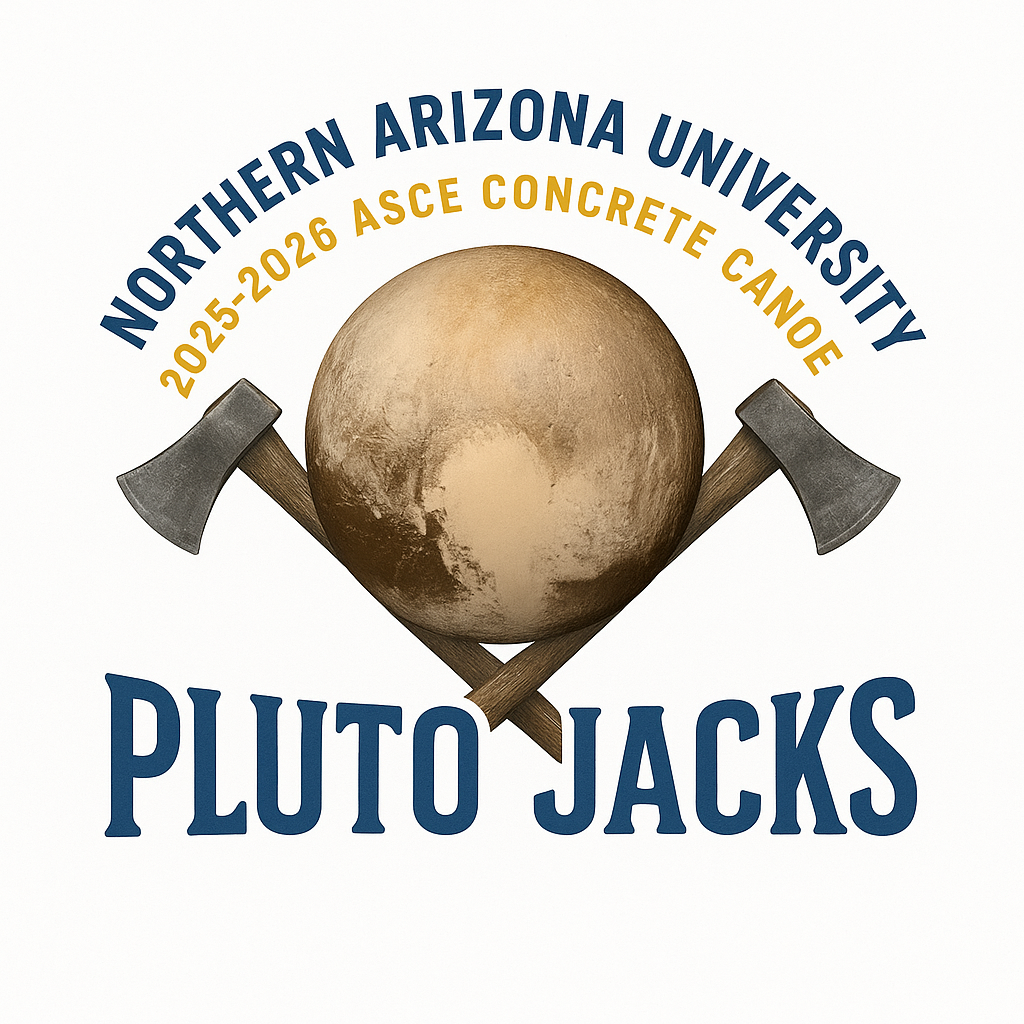 NORTHERN ARIZONA UNIVERSITY
2025-2026 ASCE CONCRETE CANOE
PLUTO JACKS